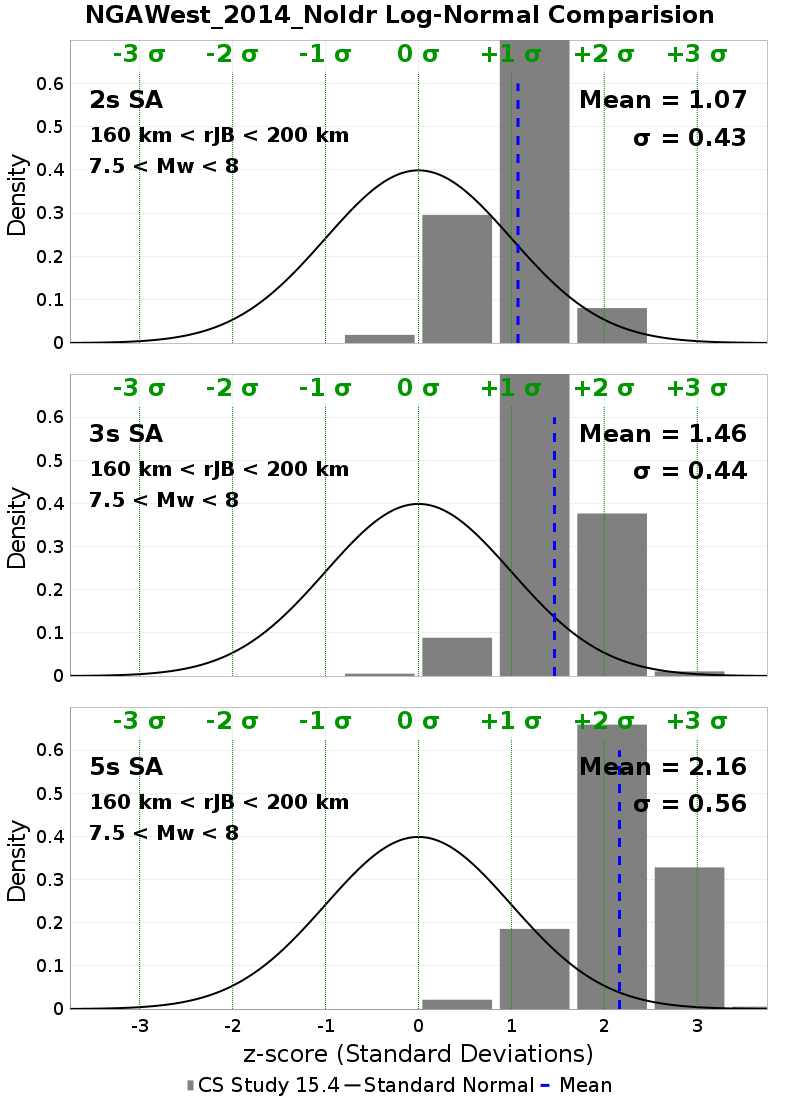 NGAWest_2014_NoIdr Log-Normal Comparision
-3 σ -2 σ -1 σ 0 σ +1 σ +2 σ +3 σ
2s SA
160 km < rJB < 200 km
7.5 < Mw < 8
Mean = 1.07
σ = 0.43
Density
0.6
0.5
0.4
0.3
0.2
0.1
0
-3 σ -2 σ -1 σ 0 σ +1 σ +2 σ +3 σ
3s SA
160 km < rJB < 200 km
7.5 < Mw < 8
Mean = 1.46
σ = 0.44
Density
0.6
0.5
0.4
0.3
0.2
0.1
0
-3 σ -2 σ -1 σ 0 σ +1 σ +2 σ +3 σ
5s SA
160 km < rJB < 200 km
7.5 < Mw < 8
Mean = 2.16
σ = 0.56
Density
0.6
0.5
0.4
0.3
0.2
0.1
0
-3 -2 -1 0 1 2 3
z-score (Standard Deviations)
CS Study 15.4 Standard Normal Mean